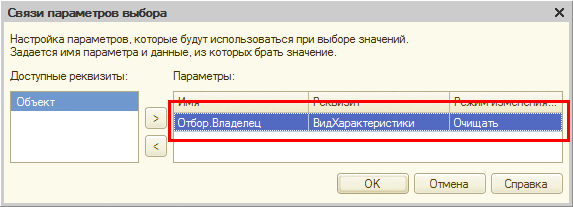 Связи параметров выбора
Настройка параметров, которые будут использоваться при выборе значений.
Задается имя параметра и данные, из которых брать значение.
Доступные реквизиты:
Параметры:
Объект
Имя Реквизит Режим изменения...
Отбор.Владелец ВидХарактеристики Очищать
>
<
OK Отмена Справка